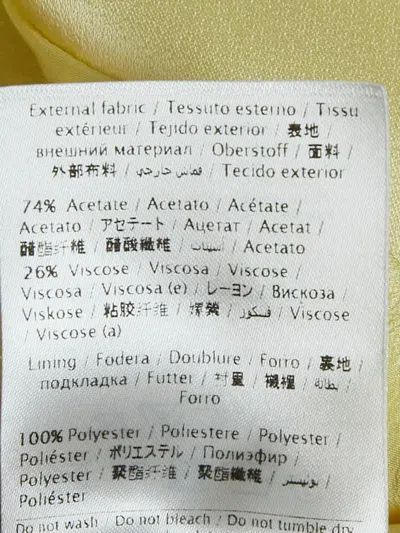 External fabric / Tessuto esterno / Tissu
extérieur / Tejido exterior / 表地 /
внешний материал / Oberstoff / 面料 /
外部布料 / قماش خارجي / Tecido exterior
74% Acetate / Acetato / Acétate /
Acetato / アセテート / Ацетат / Acetat /
醋酯纤维 / 醋酸纖維 / أسيتات / Acetato
26% Viscose / Viscosa / Viscose /
Viscosa / Viscosa (e) / レーヨン / Вискоза /
Viskose / 粘胶纤维 / 嫘縈 / فسكوز / Viscose
/ Viscose (a)
Lining / Fodera / Doublure / Forro / 裏地 /
подкладка / Futter / 衬里 / 襯裡 / بطانة /
Forro
100% Polyester / Poliestere / Polyester /
Poliéster / ポリエステル / Полиэфир /
Polyester / 聚酯纤维 / 聚酯纖維 / بوليستر /
Poliéster
Do not wash / Do not bleach / Do not tumble dry